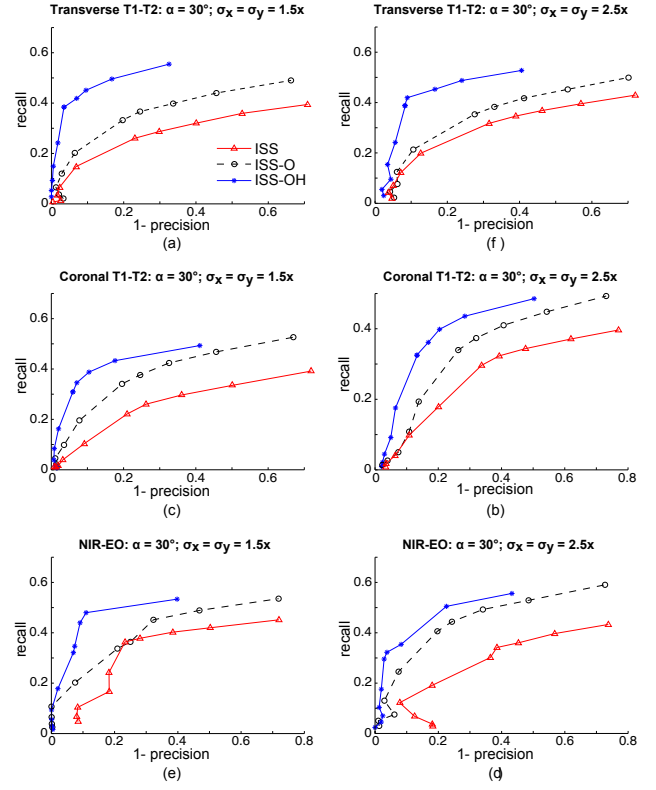 Transverse T1-T2: α = 30°; σx = σy = 1.5x
recall
0.6
0.4
0.2
0
0
0.2
0.4
0.6
ISS
ISS-O
ISS-OH
1- precision
(a)
Transverse T1-T2: α = 30°; σx = σy = 2.5x
recall
0.6
0.4
0.2
0
0
0.2
0.4
0.6
1- precision
(f)
Coronal T1-T2: α = 30°; σx = σy = 1.5x
recall
0.6
0.4
0.2
0
0
0.2
0.4
0.6
1- precision
(c)
Coronal T1-T2: α = 30°; σx = σy = 2.5x
recall
0.4
0.2
0
0
0.2
0.4
0.6
0.8
1- precision
(b)
NIR-EO: α = 30°; σx = σy = 1.5x
recall
0.6
0.4
0.2
0
0
0.2
0.4
0.6
0.8
1- precision
(e)
NIR-EO: α = 30°; σx = σy = 2.5x
recall
0.6
0.4
0.2
0
0
0.2
0.4
0.6
0.8
1- precision
(d)